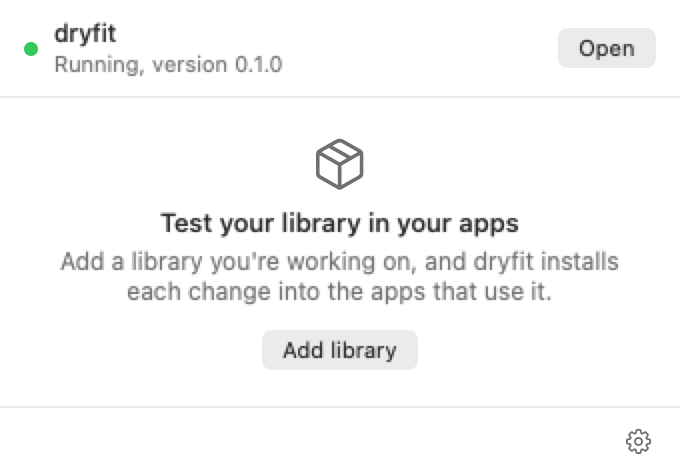 dryfit
Running, version 0.1.0
Open
Test your library in your apps
Add a library you're working on, and dryfit installs
each change into the apps that use it.
Add library